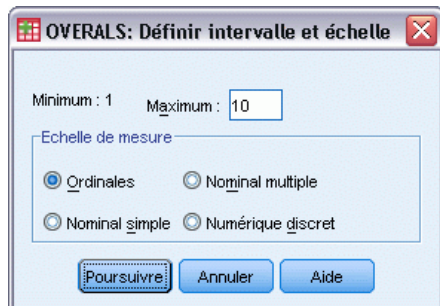 OVERALS: Définir intervalle et échelle
Minimum : 1 Maximum : 10
Echelle de mesure
Ordinales Nominal multiple
Nominal simple Numérique discret
Poursuivre Annuler Aide